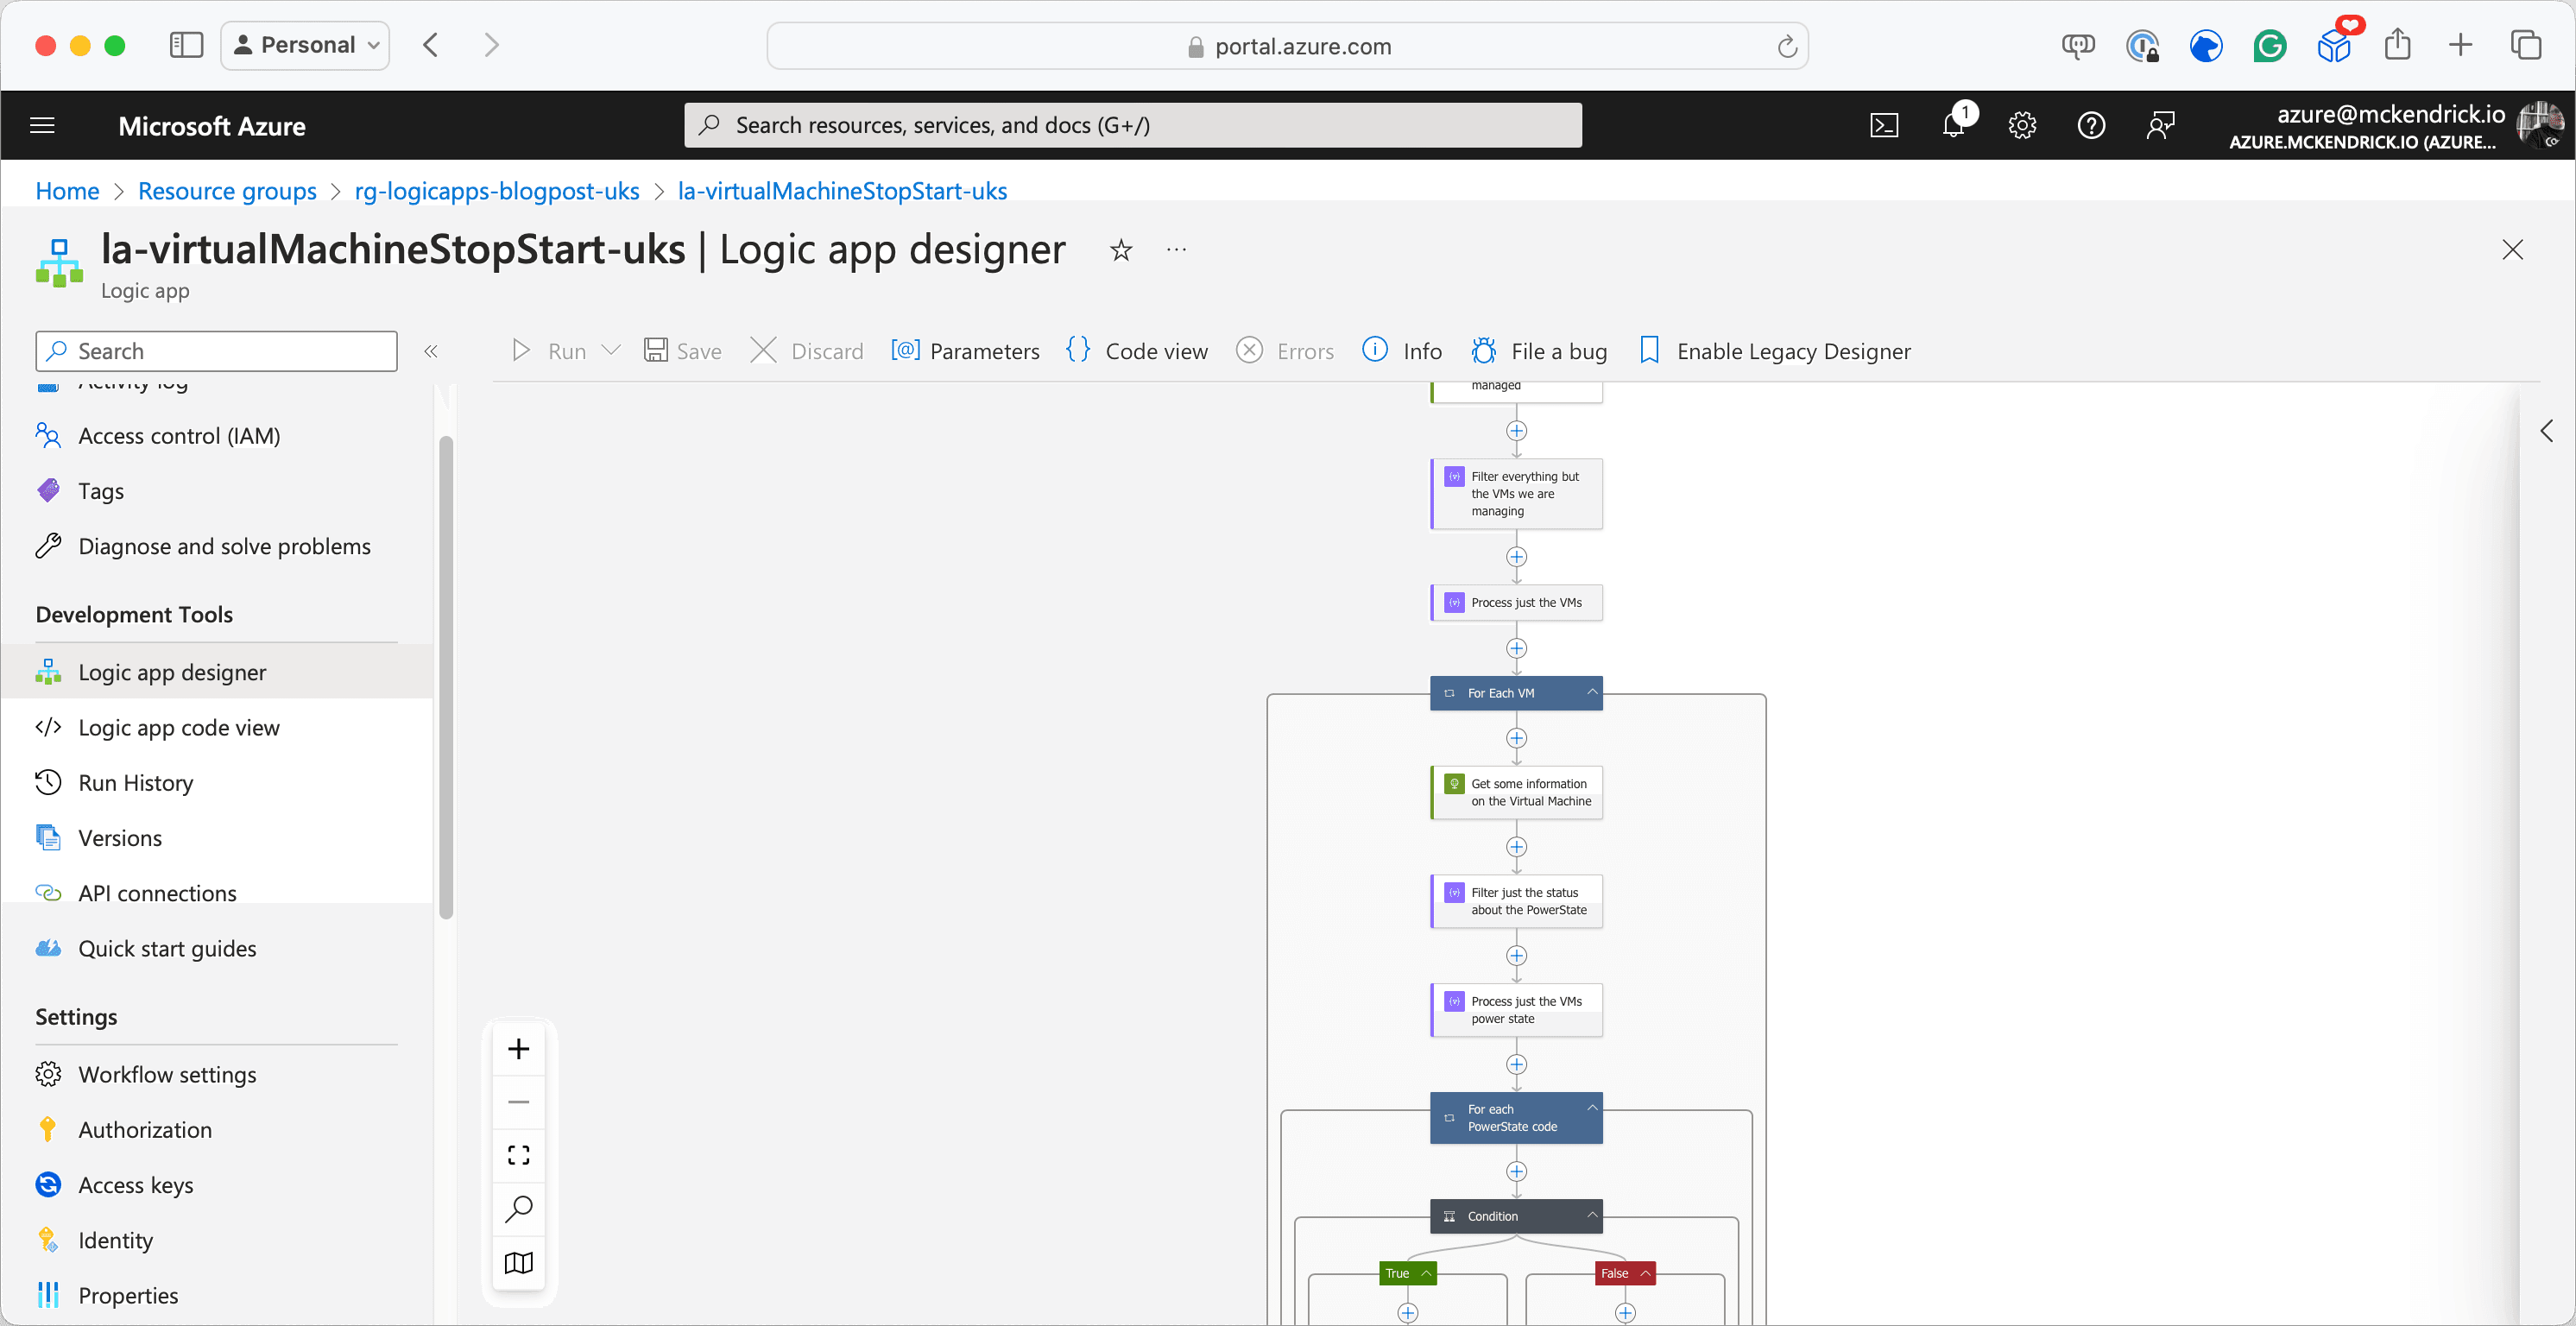 Personal
portal.azure.com
Microsoft Azure
Search resources, services, and docs (G+/)
1
azure@mckendrick.io
AZURE.MCKENDRICK.IO (AZURE...
Home > Resource groups > rg-logicapps-blogpost-uks > la-virtualMachineStopStart-uks
la-virtualMachineStopStart-uks | Logic app designer
Logic app
Search
Run
Save
Discard
Parameters
Code view
Errors
Info
File a bug
Enable Legacy Designer
Activity log
Access control (IAM)
Tags
Diagnose and solve problems
Development Tools
Logic app designer
Logic app code view
Run History
Versions
API connections
Quick start guides
Settings
Workflow settings
Authorization
Access keys
Identity
Properties
managed
Filter everything but
the VMs we are
managing
Process just the VMs
For Each VM
Get some information
on the Virtual Machine
Filter just the status
about the PowerState
Process just the VMs
power state
For each
PowerState code
Condition
True
False